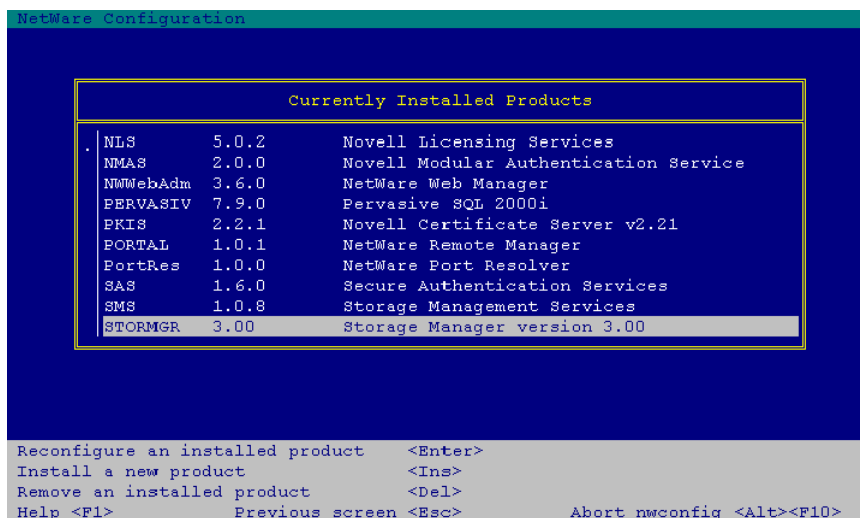 NetWare Configuration
Currently Installed Products
NLS 5.0.2 Novell Licensing Services
NMAS 2.0.0 Novell Modular Authentication Service
NWWebAdm 3.6.0 NetWare Web Manager
PERVASIV 7.9.0 Pervasive SQL 2000i
PKIS 2.2.1 Novell Certificate Server v2.21
PORTAL 1.0.1 NetWare Remote Manager
PortRes 1.0.0 NetWare Port Resolver
SAS 1.6.0 Secure Authentication Services
SMS 1.0.8 Storage Management Services
STORMGR 3.00 Storage Manager version 3.00
Reconfigure an installed product <Enter>
Install a new product <Ins>
Remove an installed product <Del>
Help <F1> Previous screen <Esc> Abort nwconfig <Alt><F10>